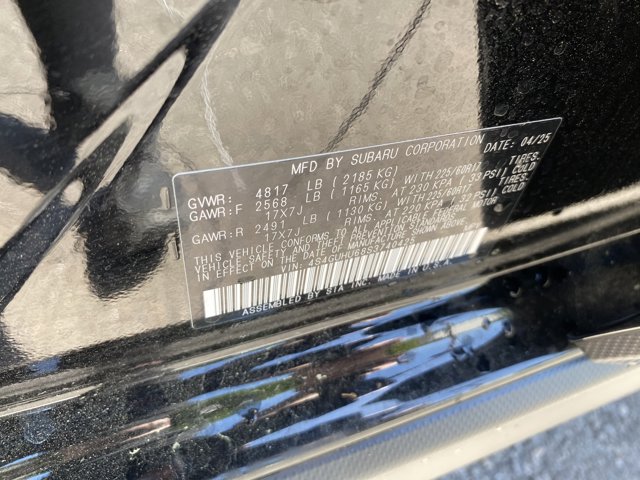 MFD BY SUBARU CORPORATION DATE: 04/25
GVWR: 4817 LB (2185 KG)
GAWR:F 2568 LB (1165 KG), WITH 225/60R17 TIRES,
17X7J RIMS, AT 230 KPA / 33 PSI COLD
GAWR:R 2491 LB (1130 KG), WITH 225/60R17 TIRES,
17X7J RIMS, AT 220 KPA / 32 PSI COLD
THIS VEHICLE CONFORMS TO ALL APPLICABLE FEDERAL MOTOR
VEHICLE SAFETY AND THEFT PREVENTION STANDARDS
IN EFFECT ON THE DATE OF MANUFACTURE SHOWN ABOVE.
VIN:
ASSEMBLED BY STA INC. MADE IN U.S.A.